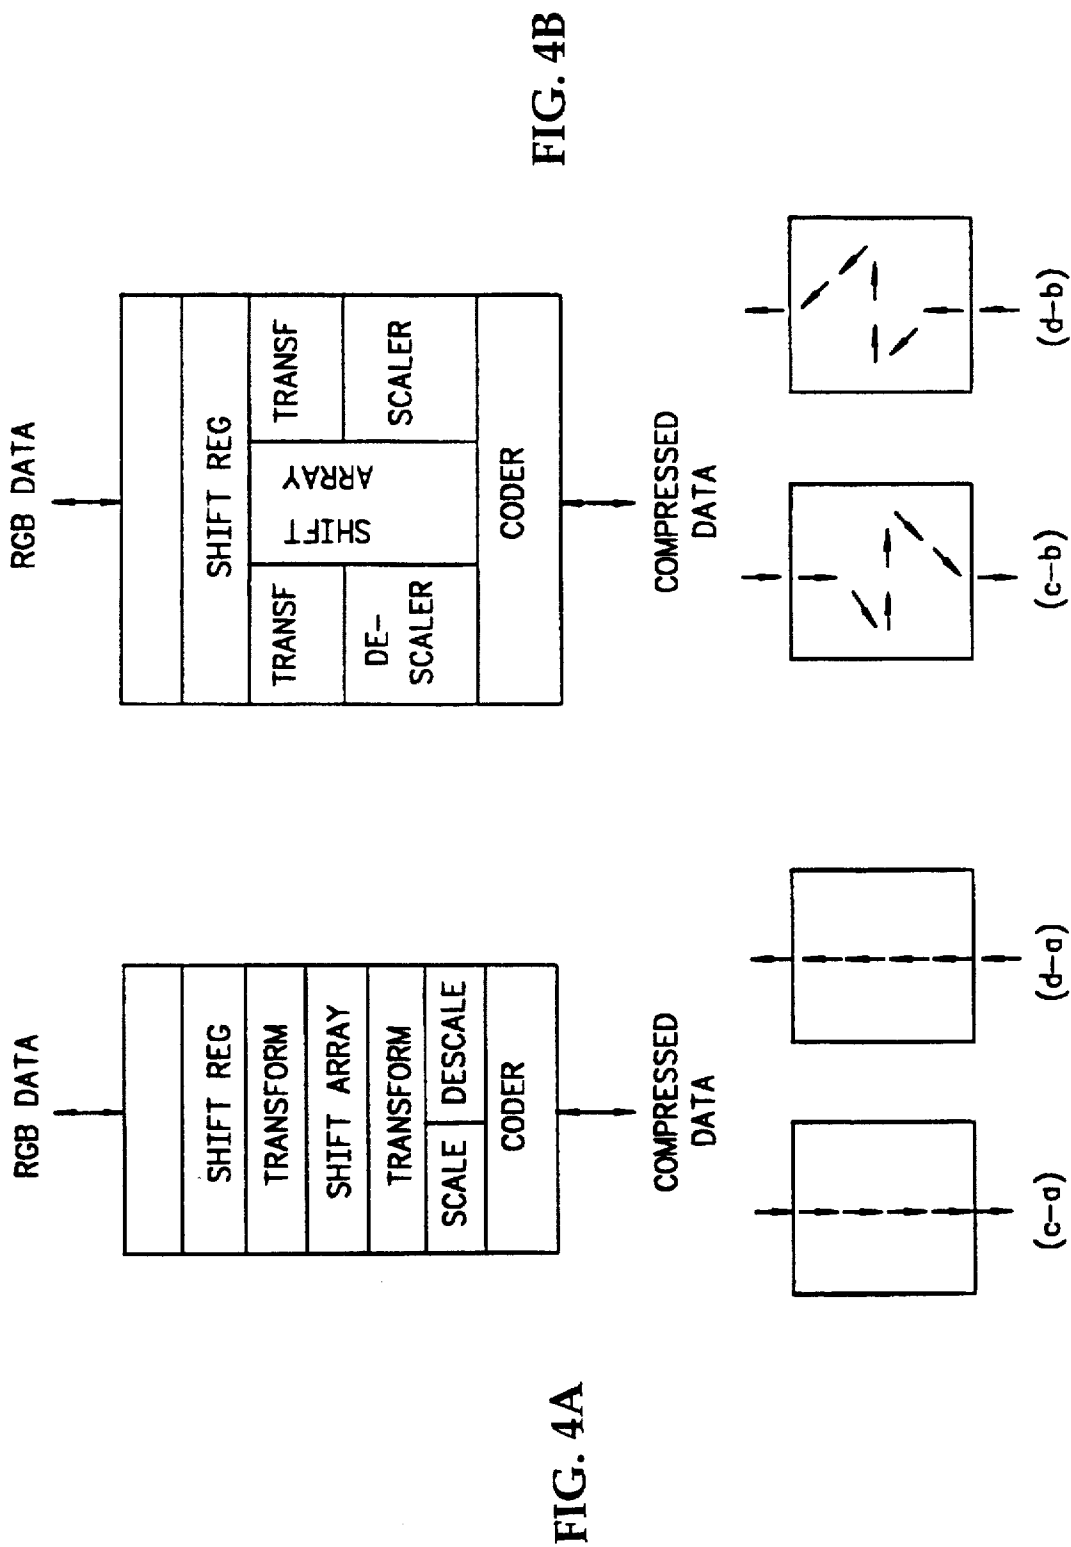 FIG. 4A
RGB DATA
SHIFT REG
TRANSFORM
SHIFT ARRAY
TRANSFORM
SCALE
DESCALE
CODER
COMPRESSED
DATA
(c-a)
(d-a)
FIG. 4B
RGB DATA
SHIFT REG
TRANSF
SHIFT
ARRAY
TRANSF
DE-
SCALER
SCALER
CODER
COMPRESSED
DATA
(c-b)
(d-b)